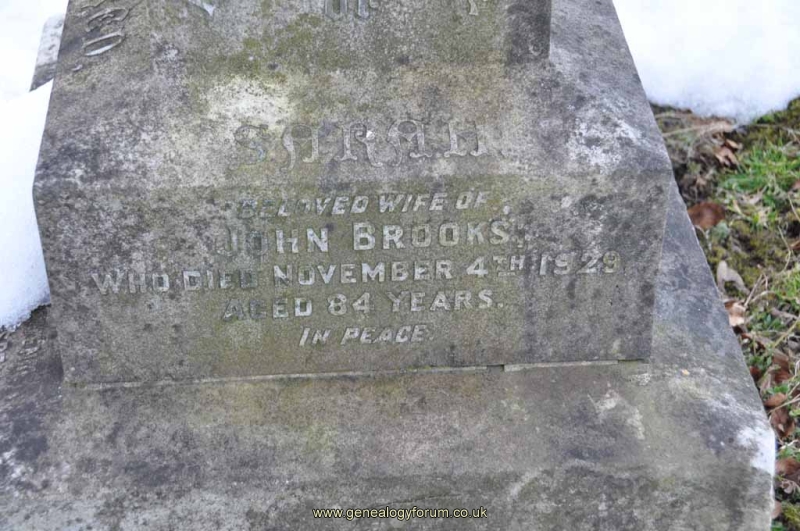 OF
SARAH
BELOVED WIFE OF,
JOHN BROOKS,
WHO DIED NOVEMBER 4TH 1929
AGED 84 YEARS.
IN PEACE.
www.genealogyforum.co.uk